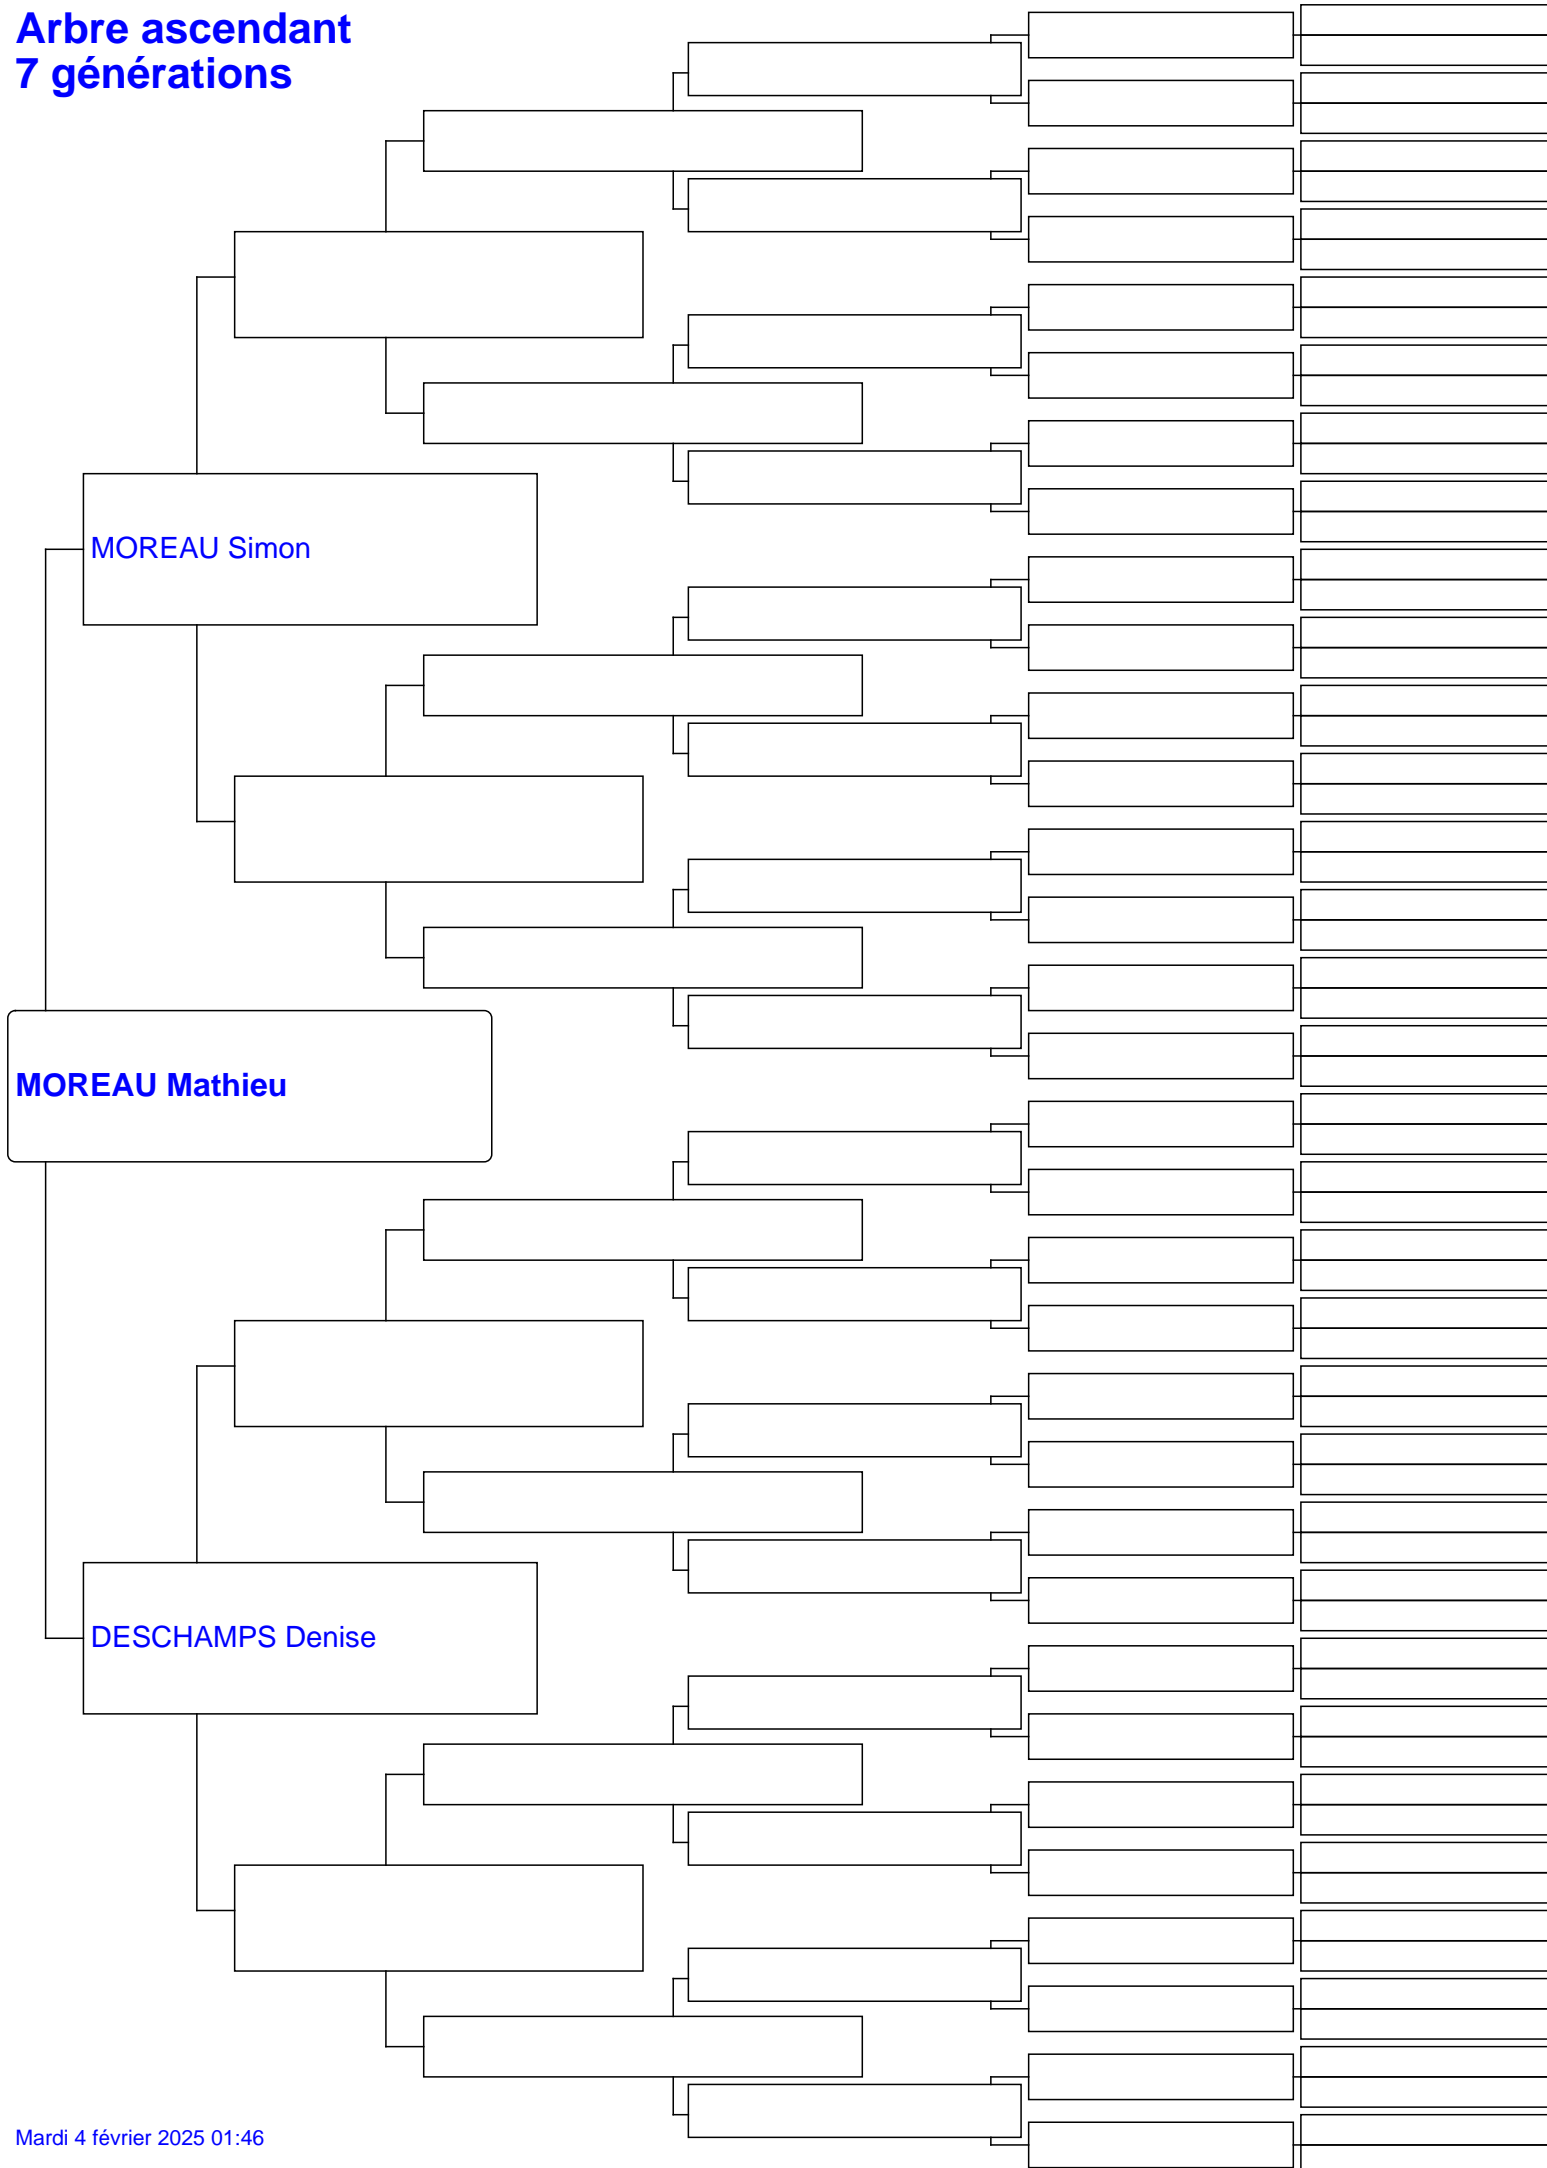 Arbre ascendant
7 générations
MOREAU Simon
MOREAU Mathieu
DESCHAMPS Denise
Mardi 4 février 2025 01:46